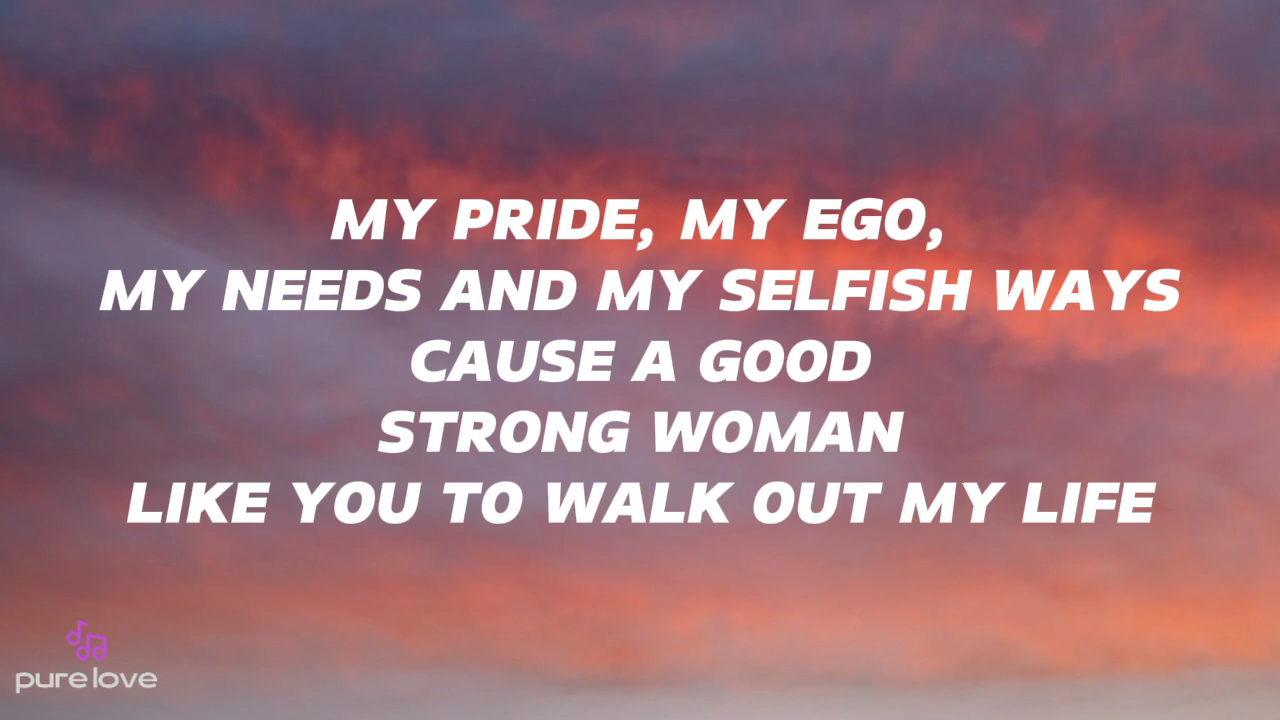 MY PRIDE, MY EGO,
MY NEEDS AND MY SELFISH WAYS
CAUSE A GOOD
STRONG WOMAN
LIKE YOU TO WALK OUT MY LIFE
pure love